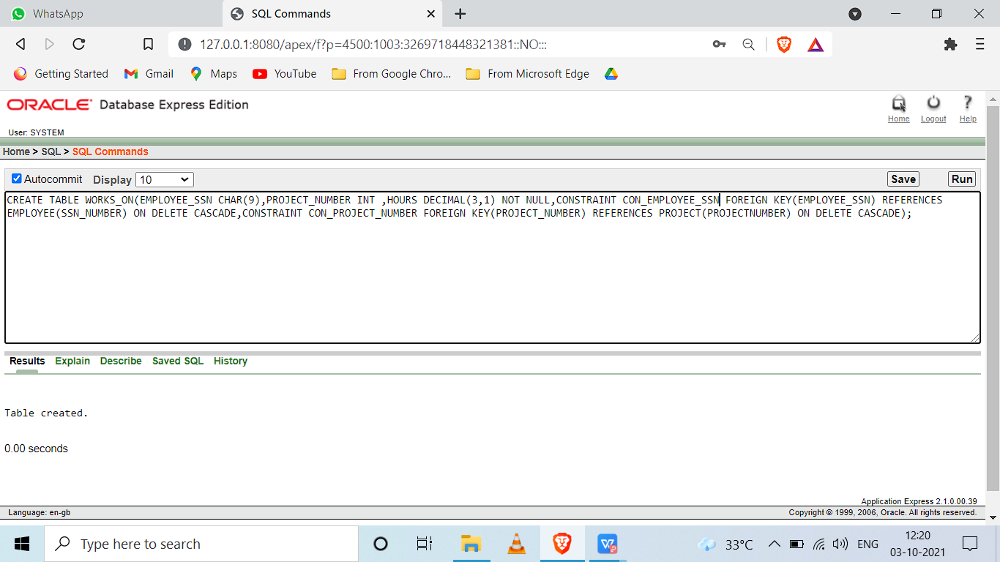 WhatsApp
SQL Commands
127.0.0.1:8080/apex/f?p=4500:1003:3269718448321381::NO:::
Getting Started
Gmail
Maps
YouTube
From Google Chro...
From Microsoft Edge
ORACLE Database Express Edition
Home
Logout
Help
User: SYSTEM
Home > SQL > SQL Commands
Autocommit Display 10
Save
Run
CREATE TABLE WORKS_ON(EMPLOYEE_SSN CHAR(9),PROJECT_NUMBER INT ,HOURS DECIMAL(3,1) NOT NULL,CONSTRAINT CON_EMPLOYEE_SSN FOREIGN KEY(EMPLOYEE_SSN) REFERENCES
EMPLOYEE(SSN_NUMBER) ON DELETE CASCADE,CONSTRAINT CON_PROJECT_NUMBER FOREIGN KEY(PROJECT_NUMBER) REFERENCES PROJECT(PROJECTNUMBER) ON DELETE CASCADE);
Results Explain Describe Saved SQL History
Table created.
0.00 seconds
Application Express 2.1.0.00.39
Language: en-gb
Copyright © 1999, 2006, Oracle. All rights reserved.
Type here to search
33°C
ENG
12:20
03-10-2021